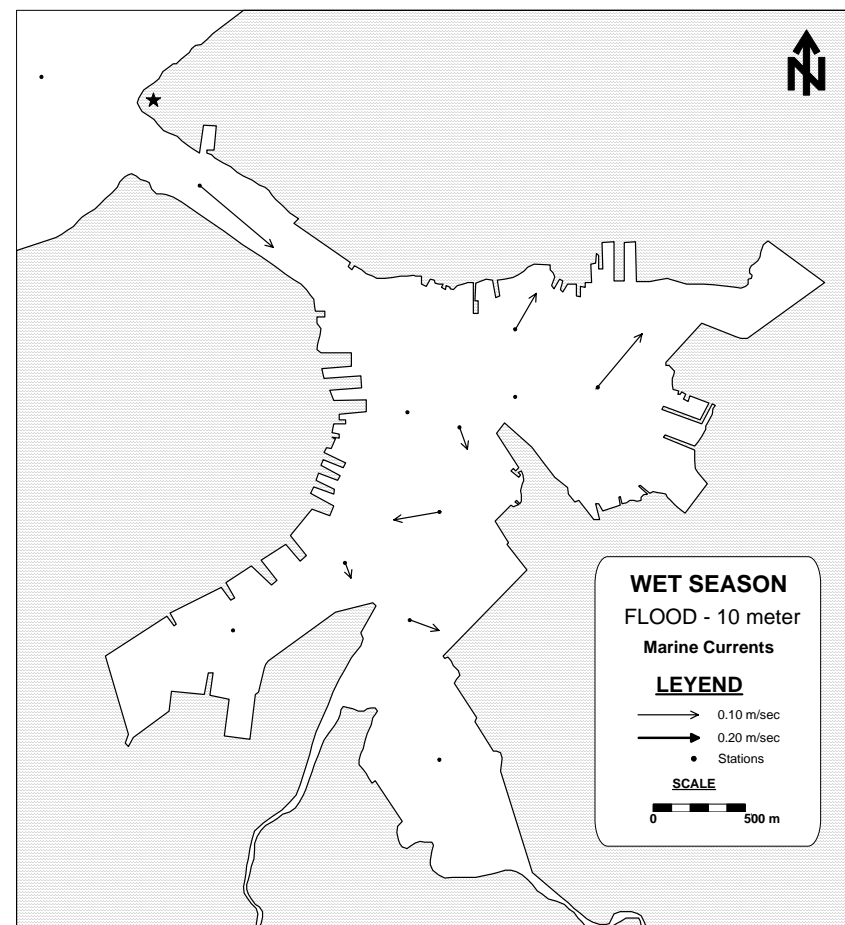 N
WET SEASON
FLOOD - 10 meter
Marine Currents
LEYEND
0.10 m/sec
0.20 m/sec
Stations
SCALE
0 500 m